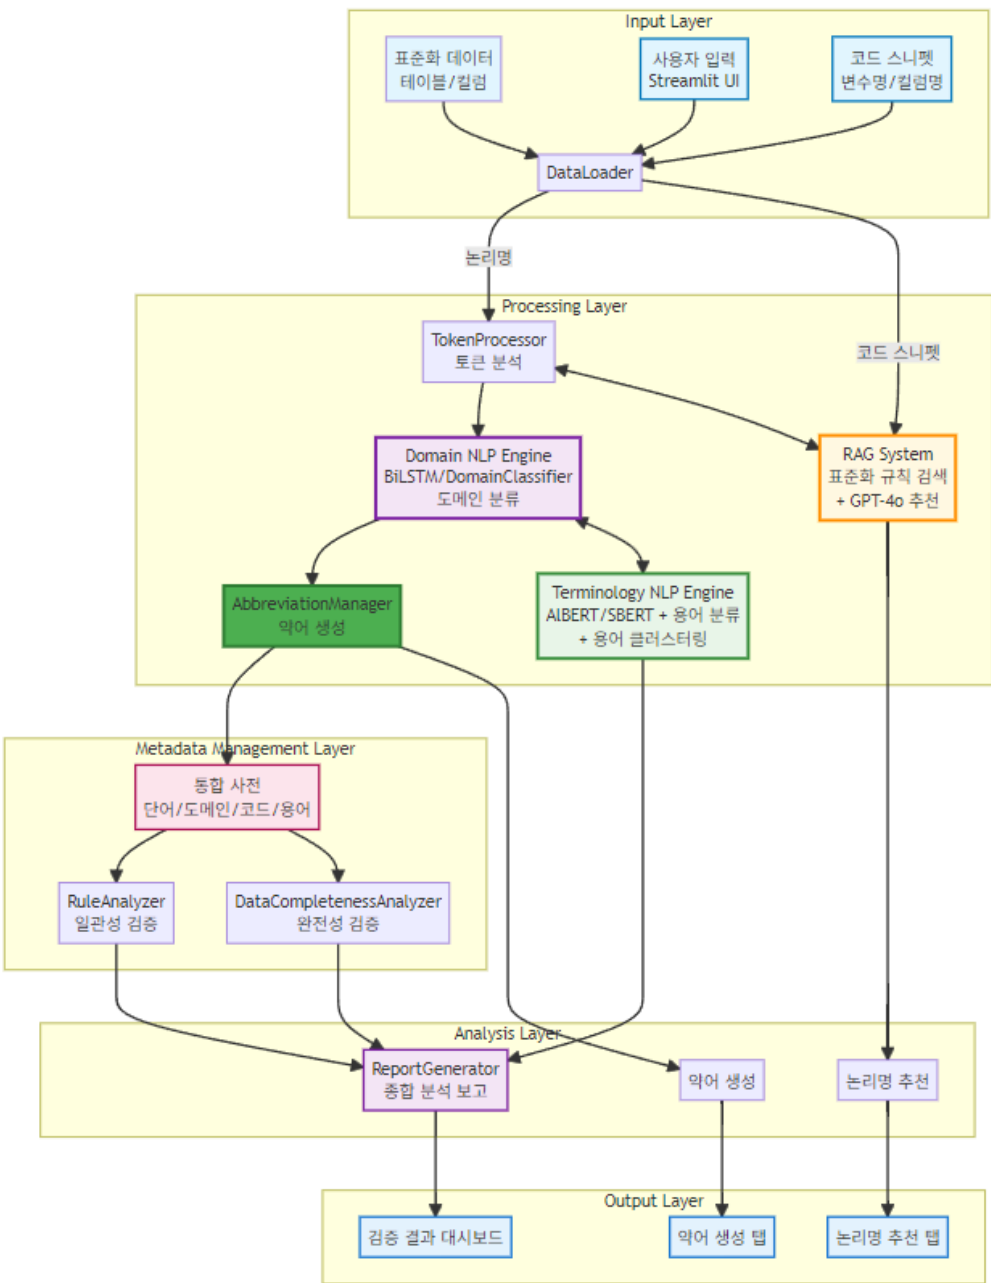 Input Layer
표준화 데이터
테이블/컬럼
사용자 입력
Streamlit UI
코드 스니펫
변수명/컬럼명
DataLoader
논리명
Processing Layer
TokenProcessor
토큰 분석
코드 스니펫
Domain NLP Engine
BiLSTM/DomainClassifier
도메인 분류
RAG System
표준화 규칙 검색
+ GPT-4o 추천
AbbreviationManager
약어 생성
Terminology NLP Engine
AlBERT/SBERT + 용어 분류
+ 용어 클러스터링
Metadata Management Layer
통합 사전
단어/도메인/코드/용어
RuleAnalyzer
일관성 검증
DataCompletenessAnalyzer
완전성 검증
Analysis Layer
ReportGenerator
종합 분석 보고
약어 생성
논리명 추천
Output Layer
검증 결과 대시보드
약어 생성 탭
논리명 추천 탭